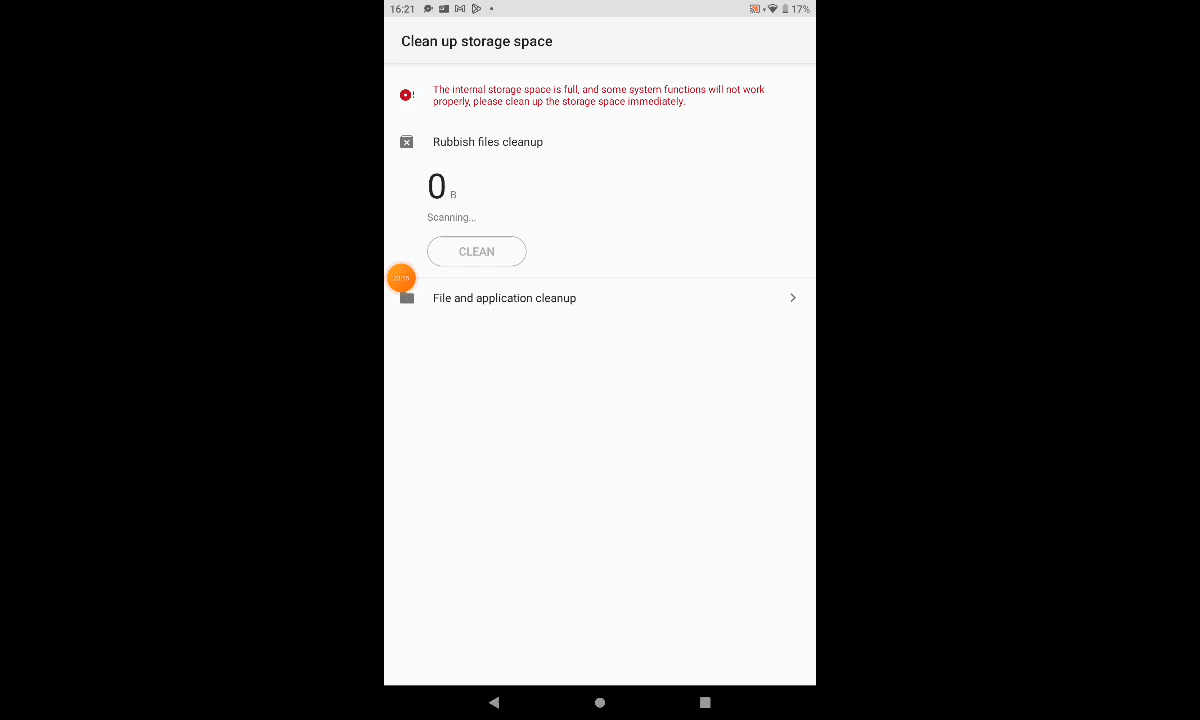 16:21
17%
Clean up storage space
The internal storage space is full, and some system functions will not work
properly, please clean up the storage space immediately.
Rubbish files cleanup
0 B
Scanning...
CLEAN
23:15
File and application cleanup